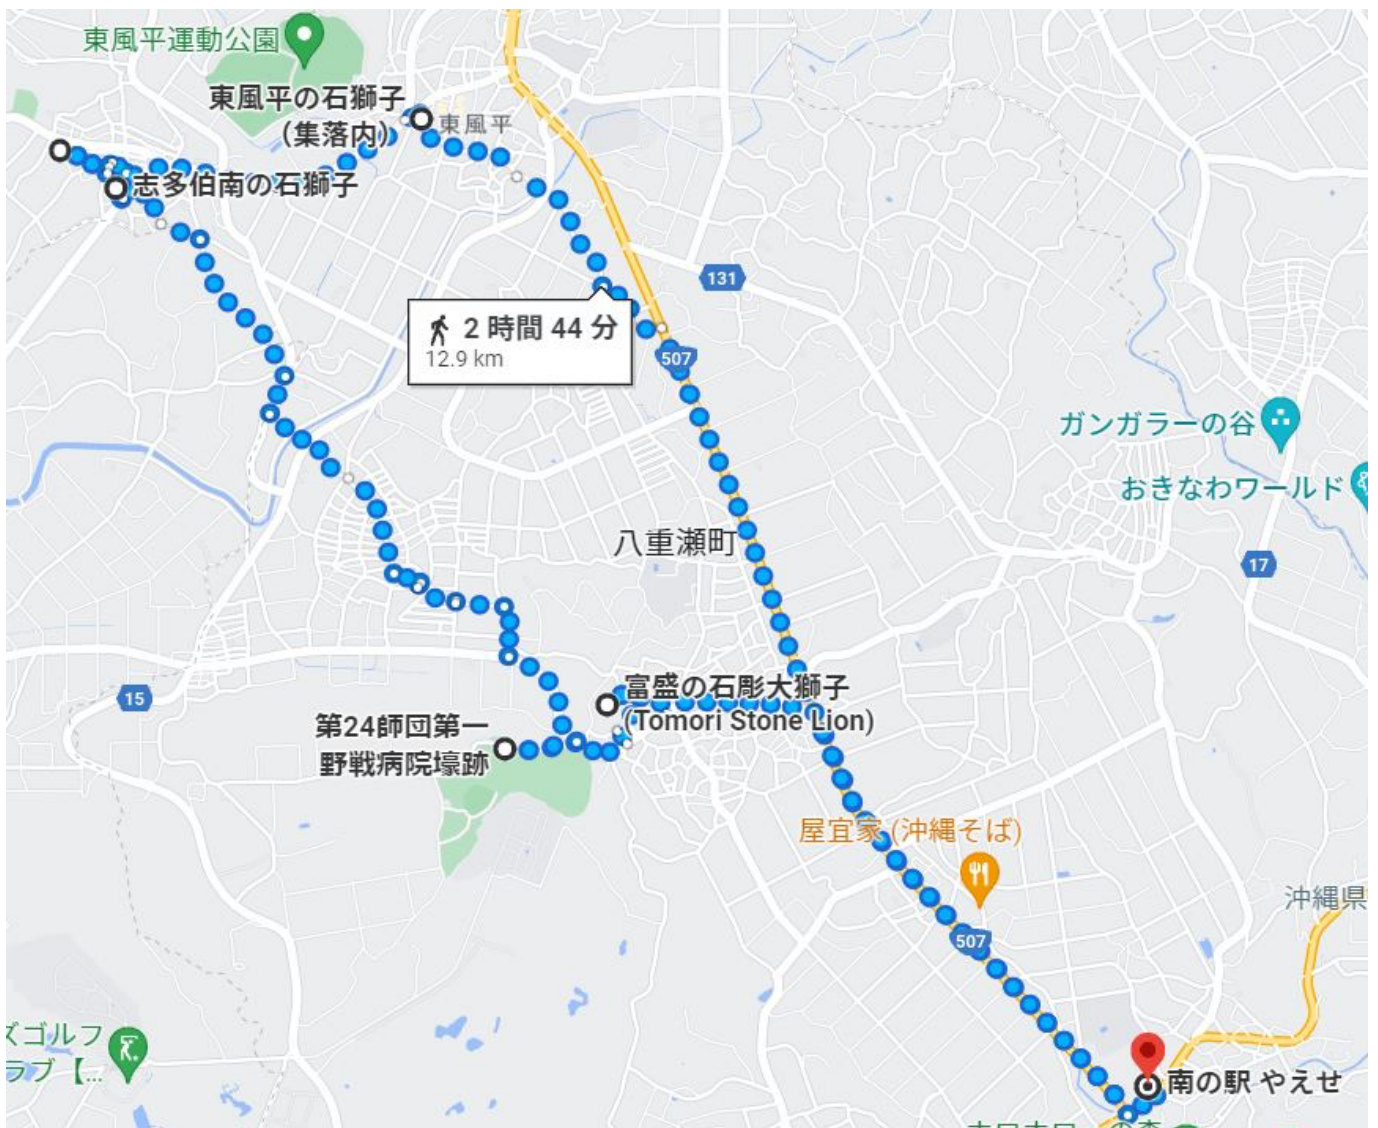 東風平運動公園
東風平の石獅子
（集落内）
東風平
志多伯南の石獅子
131
2 時間 44 分
12.9 km
507
ガンガラーの谷
おきなわワールド
八重瀬町
17
15
富盛の石彫大獅子
(Tomori Stone Lion)
第24師団第一
野戦病院壕跡
屋宜家 (沖縄そば)
沖縄県
507
ズゴルフ
ラブ【...
南の駅 やえせ